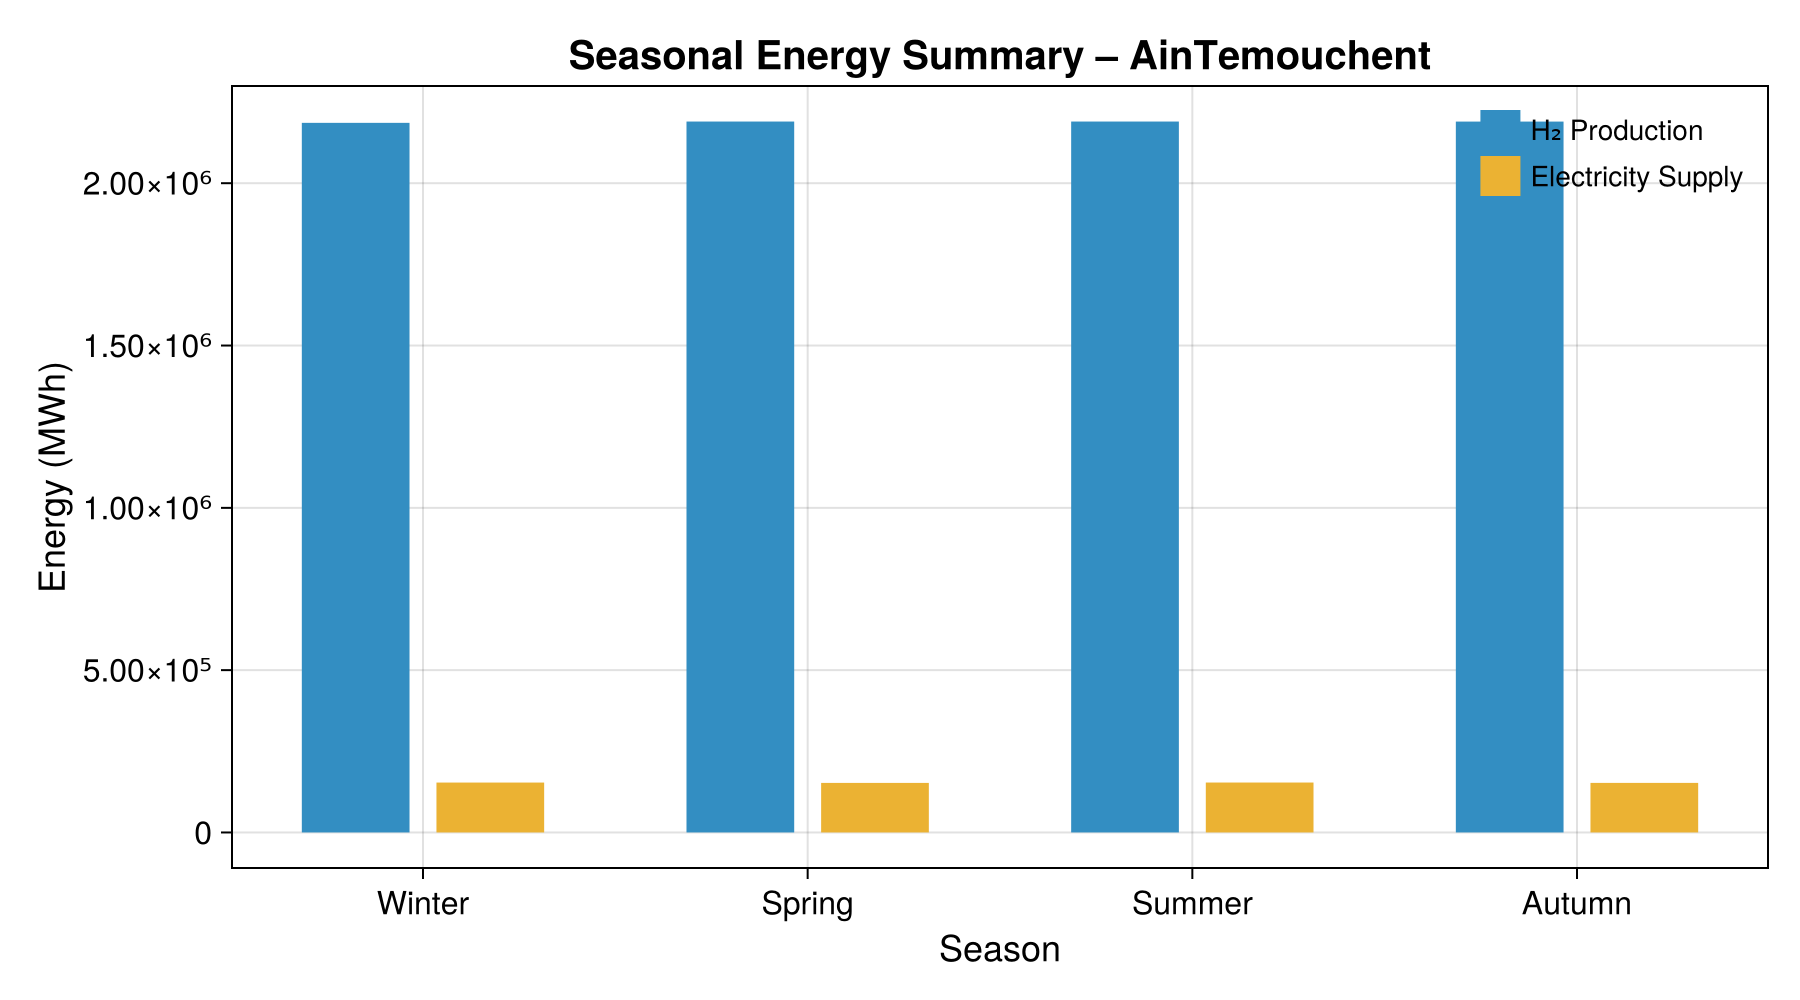 Seasonal Energy Summary – AinTemouchent
H₂ Production
Electricity Supply
Energy (MWh)
2.00×10⁶
1.50×10⁶
1.00×10⁶
5.00×10⁵
0
Winter Spring Summer Autumn
Season